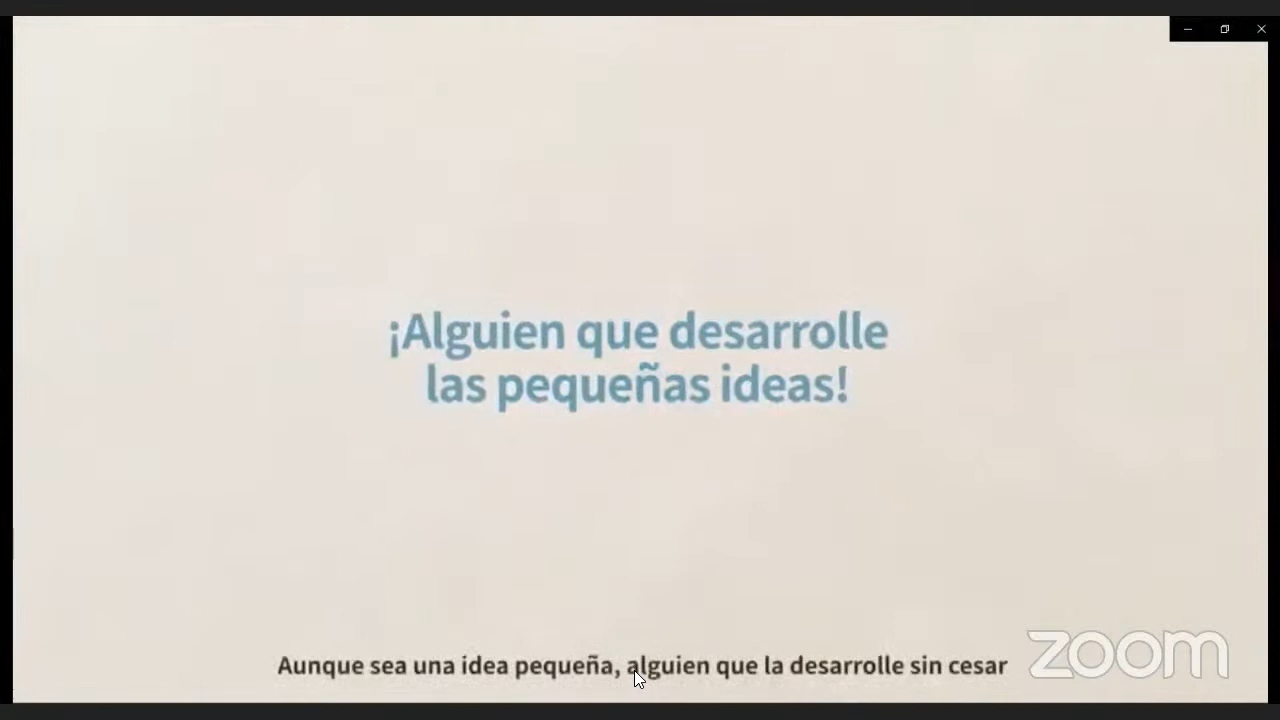 ¡Alguien que desarrolle
las pequeñas ideas!
Aunque sea una idea pequeña, alguien que la desarrolle sin cesar
zoom